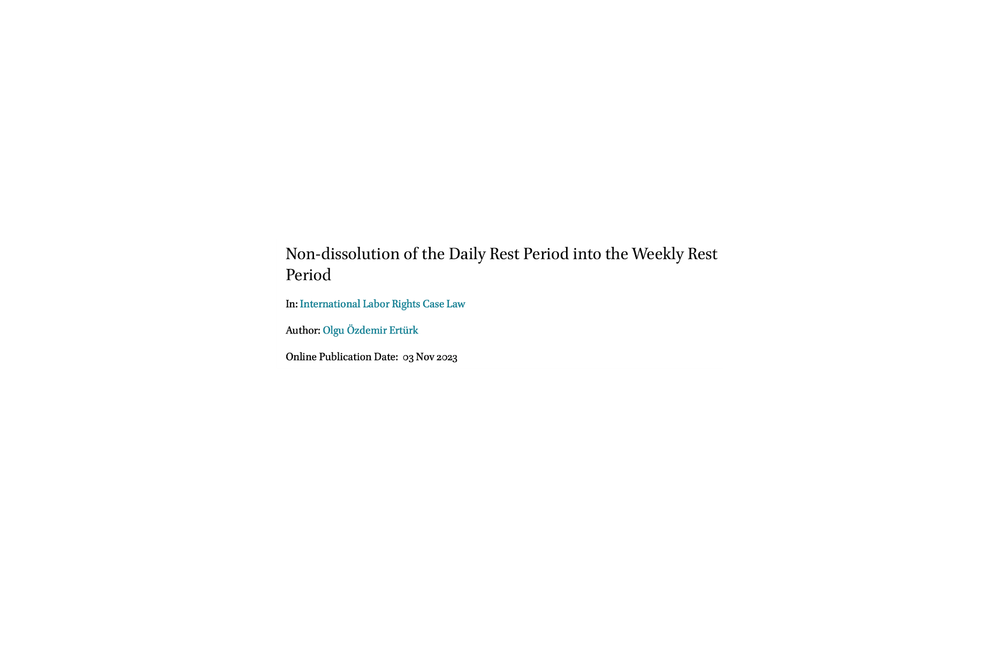 Non-dissolution of the Daily Rest Period into the Weekly Rest
Period
In: International Labor Rights Case Law
Author: Olgu Özdemir Ertürk
Online Publication Date: 03 Nov 2023